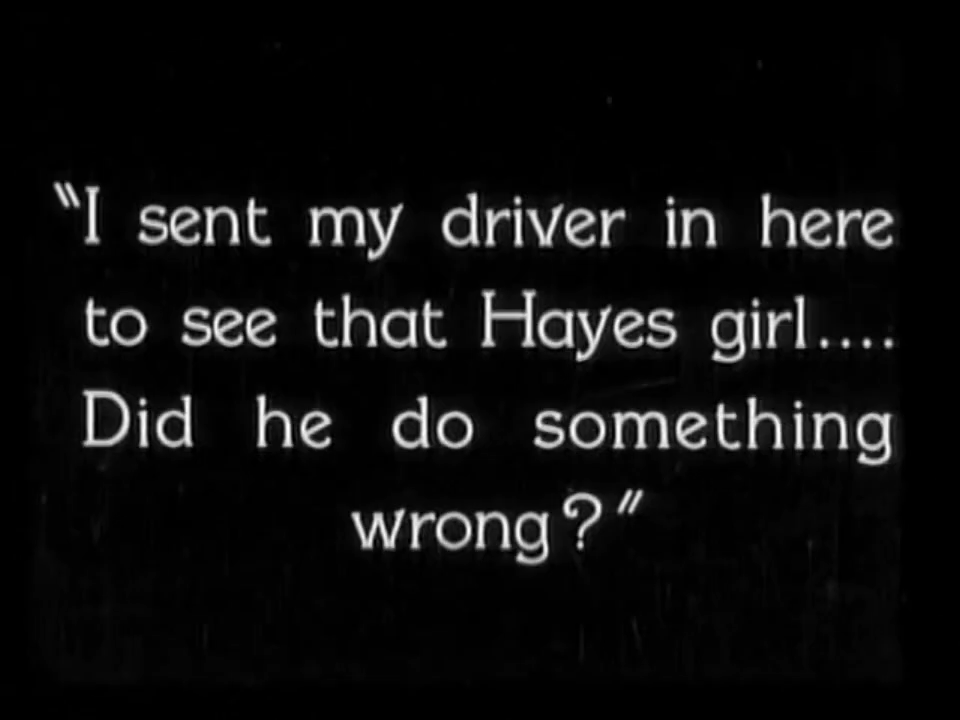 "I sent my driver in here
to see that Hayes girl....
Did he do something
wrong?"